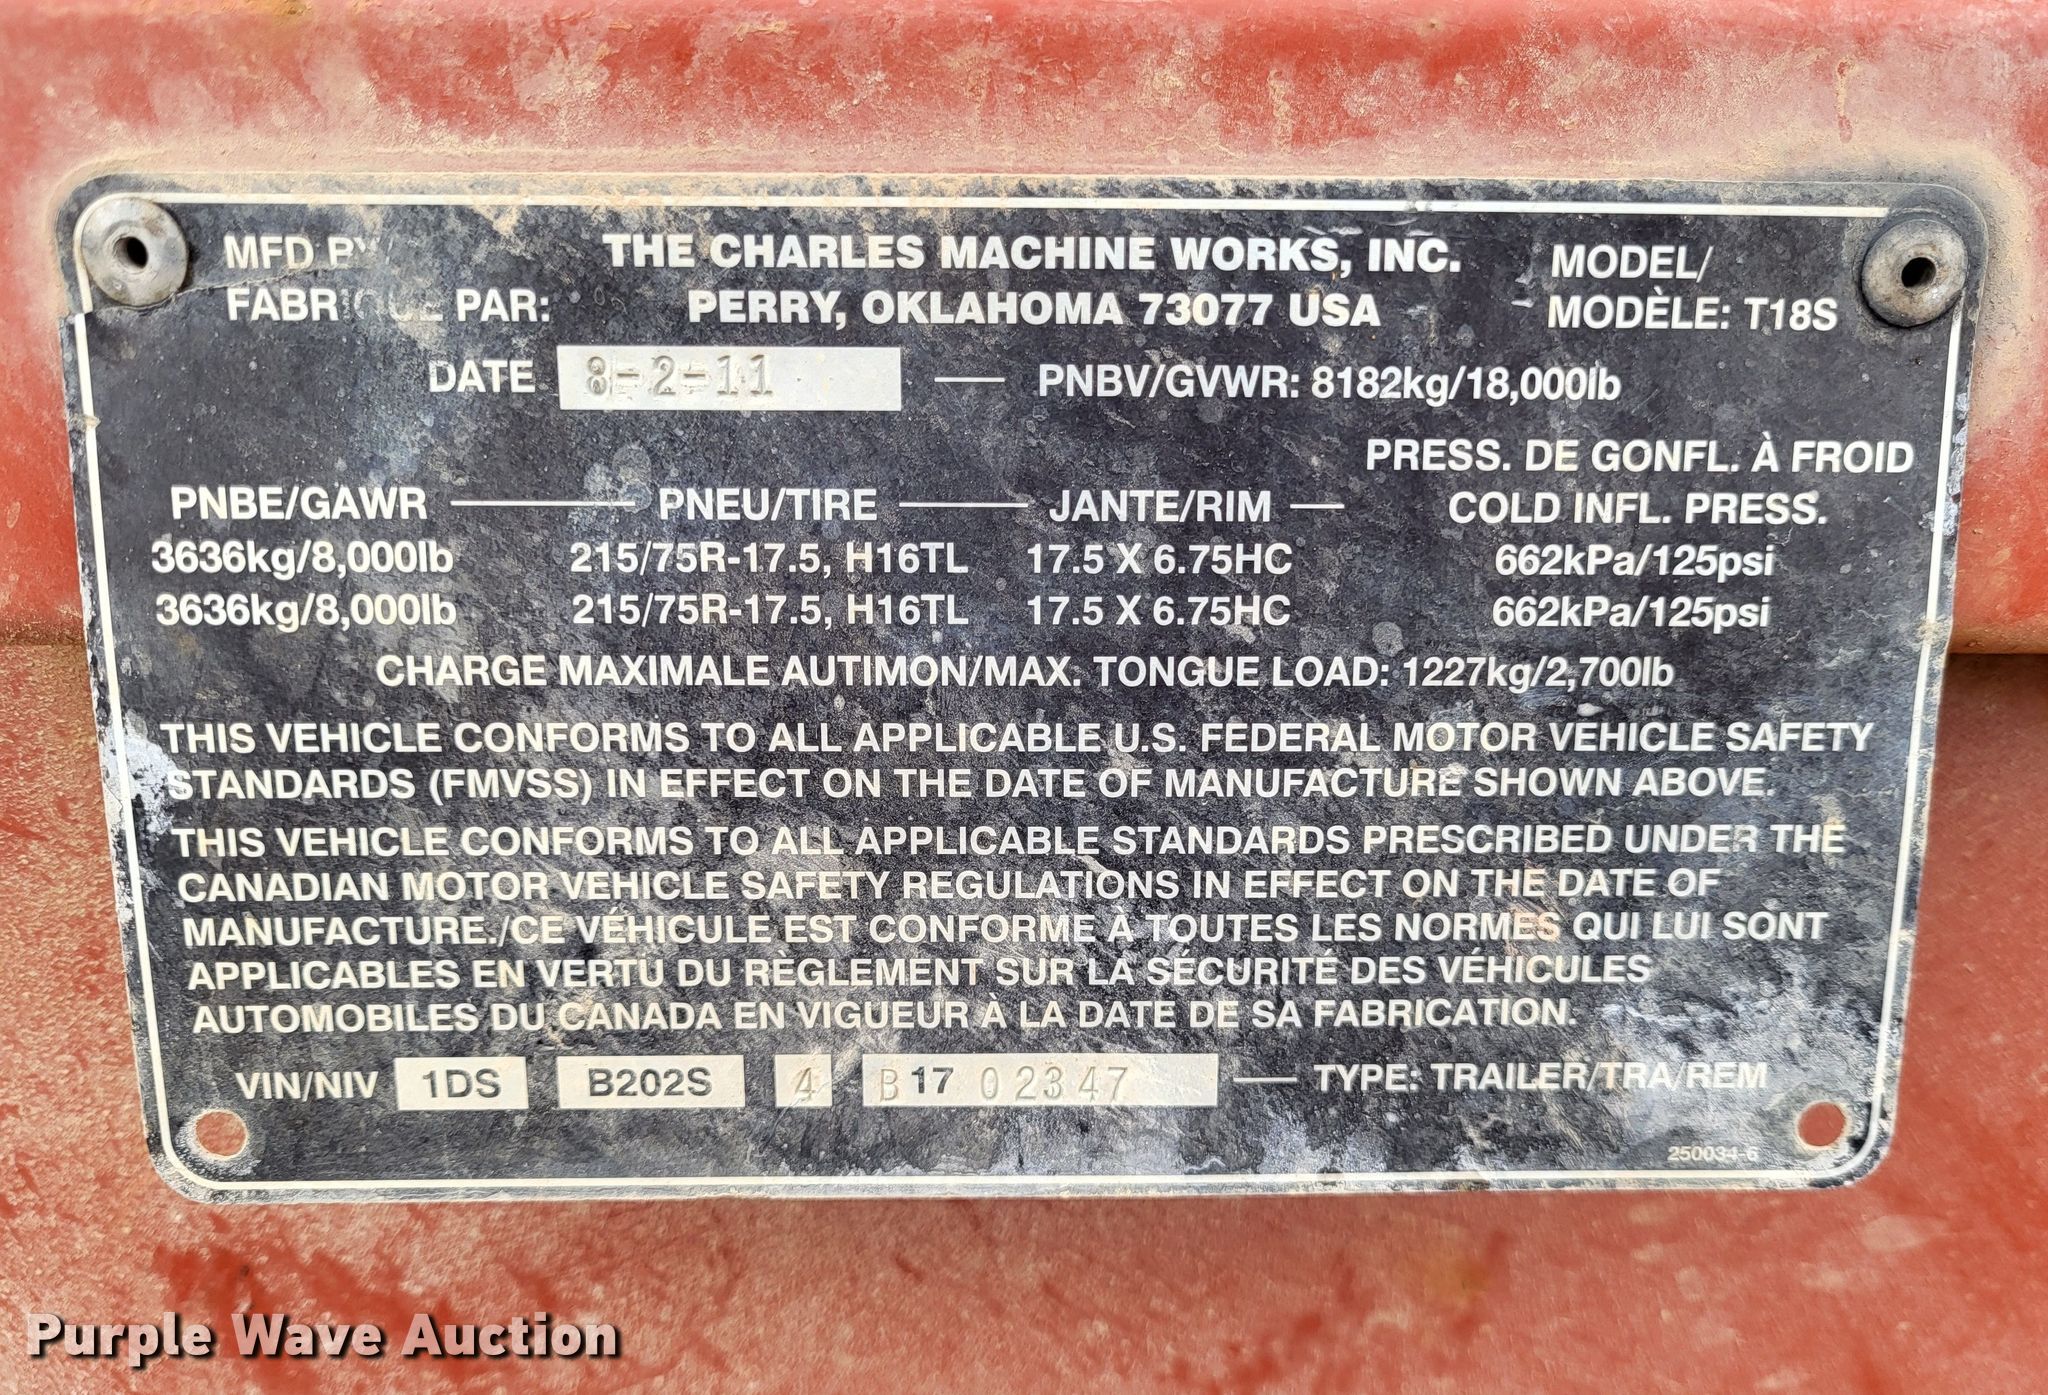 MFD BY/ THE CHARLES MACHINE WORKS, INC. MODEL/
FABRIQUE PAR: PERRY, OKLAHOMA 73077 USA MODÈLE: T18S
DATE 8-2-11 PNBV/GVWR: 8182kg/18,000lb
PRESS. DE GONFL. À FROID
PNBE/GAWR PNEU/TIRE JANTE/RIM COLD INFL. PRESS.
3636kg/8,000lb 215/75R-17.5, H16TL 17.5 X 6.75HC 662kPa/125psi
3636kg/8,000lb 215/75R-17.5, H16TL 17.5 X 6.75HC 662kPa/125psi
CHARGE MAXIMALE AUTIMON/MAX. TONGUE LOAD: 1227kg/2,700lb
THIS VEHICLE CONFORMS TO ALL APPLICABLE U.S. FEDERAL MOTOR VEHICLE SAFETY
STANDARDS (FMVSS) IN EFFECT ON THE DATE OF MANUFACTURE SHOWN ABOVE.
THIS VEHICLE CONFORMS TO ALL APPLICABLE STANDARDS PRESCRIBED UNDER THE
CANADIAN MOTOR VEHICLE SAFETY REGULATIONS IN EFFECT ON THE DATE OF
MANUFACTURE./CE VÉHICULE EST CONFORME À TOUTES LES NORMES QUI LUI SONT
APPLICABLES EN VERTU DU RÈGLEMENT SUR LA SÉCURITÉ DES VÉHICULES
AUTOMOBILES DU CANADA EN VIGUEUR À LA DATE DE SA FABRICATION.
VIN/NIV 1DS B202S 4 B 17 02347 TYPE: TRAILER/TRA/REM
250034-6
Purple Wave Auction